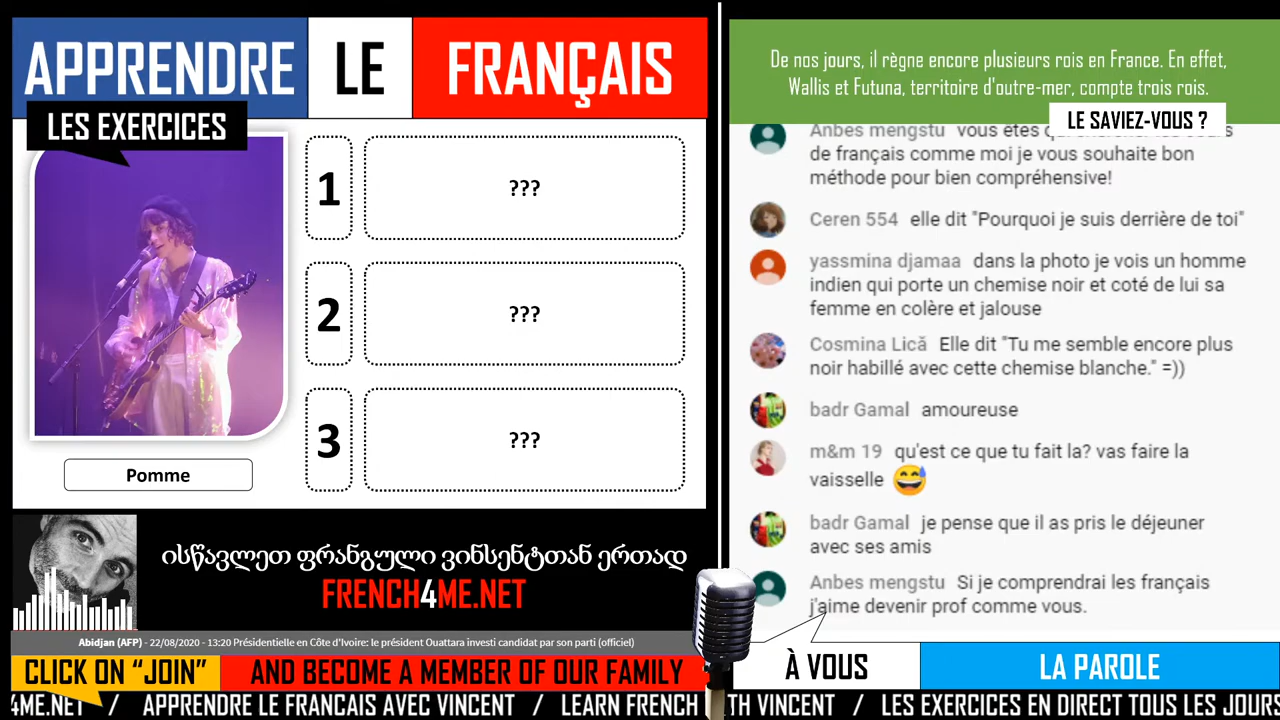 APPRENDRE LE FRANÇAIS
LES EXERCICES
1
???
2
???
3
???
Pomme
ისწავლეთ ფრანგული ვინსენტთან ერთად
FRENCH4ME.NET
Abidjan (AFP) - 22/08/2020 - 13:20 Présidentielle en Côte d'Ivoire: le président Ouattara investi candidat par son parti (officiel)
CLICK ON “JOIN” AND BECOME A MEMBER OF OUR FAMILY
De nos jours, il règne encore plusieurs rois en France. En effet,
Wallis et Futuna, territoire d'outre-mer, compte trois rois.
LE SAVIEZ-VOUS ?
Anbes mengstu vous êtes
de français comme moi je vous souhaite bon
méthode pour bien compréhensive!
Ceren 554 elle dit "Pourquoi je suis derrière de toi"
yassmina djamaa dans la photo je vois un homme
indien qui porte un chemise noir et coté de lui sa
femme en colère et jalouse
Cosmina Lică Elle dit "Tu me semble encore plus
noir habillé avec cette chemise blanche." =))
badr Gamal amoureuse
m&m 19 qu'est ce que tu fait la? vas faire la
vaisselle 😅
badr Gamal je pense que il as pris le déjeuner
avec ses amis
Anbes mengstu Si je comprendrai les français
j'aime devenir prof comme vous.
À VOUS LA PAROLE
4ME.NET / APPRENDRE LE FRANCAIS AVEC VINCENT / LEARN FRENCH TH VINCENT / LES EXERCICES EN DIRECT TOUS LES JOURS